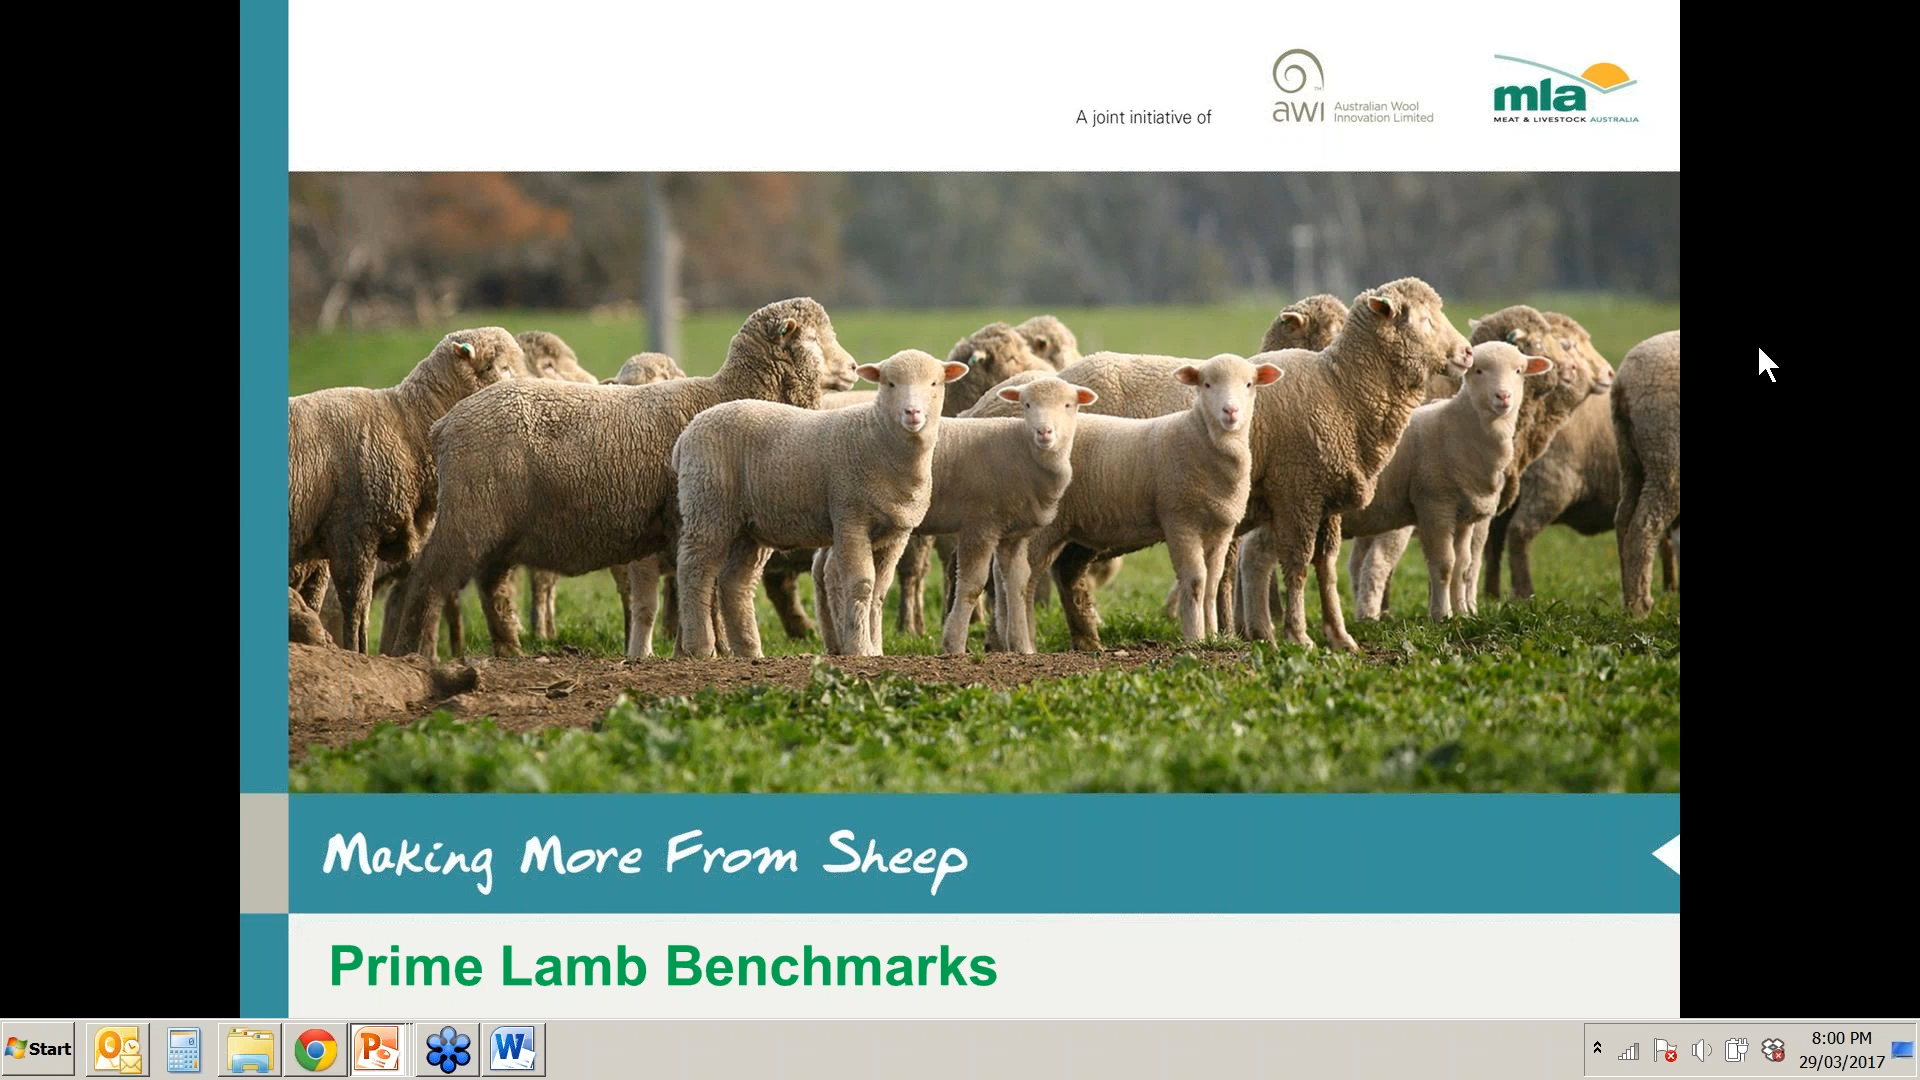 A joint initiative of
awi
Australian Wool
Innovation Limited
mla
MEAT & LIVESTOCK AUSTRALIA
Making More From Sheep
Prime Lamb Benchmarks
Start
8:00 PM
29/03/2017